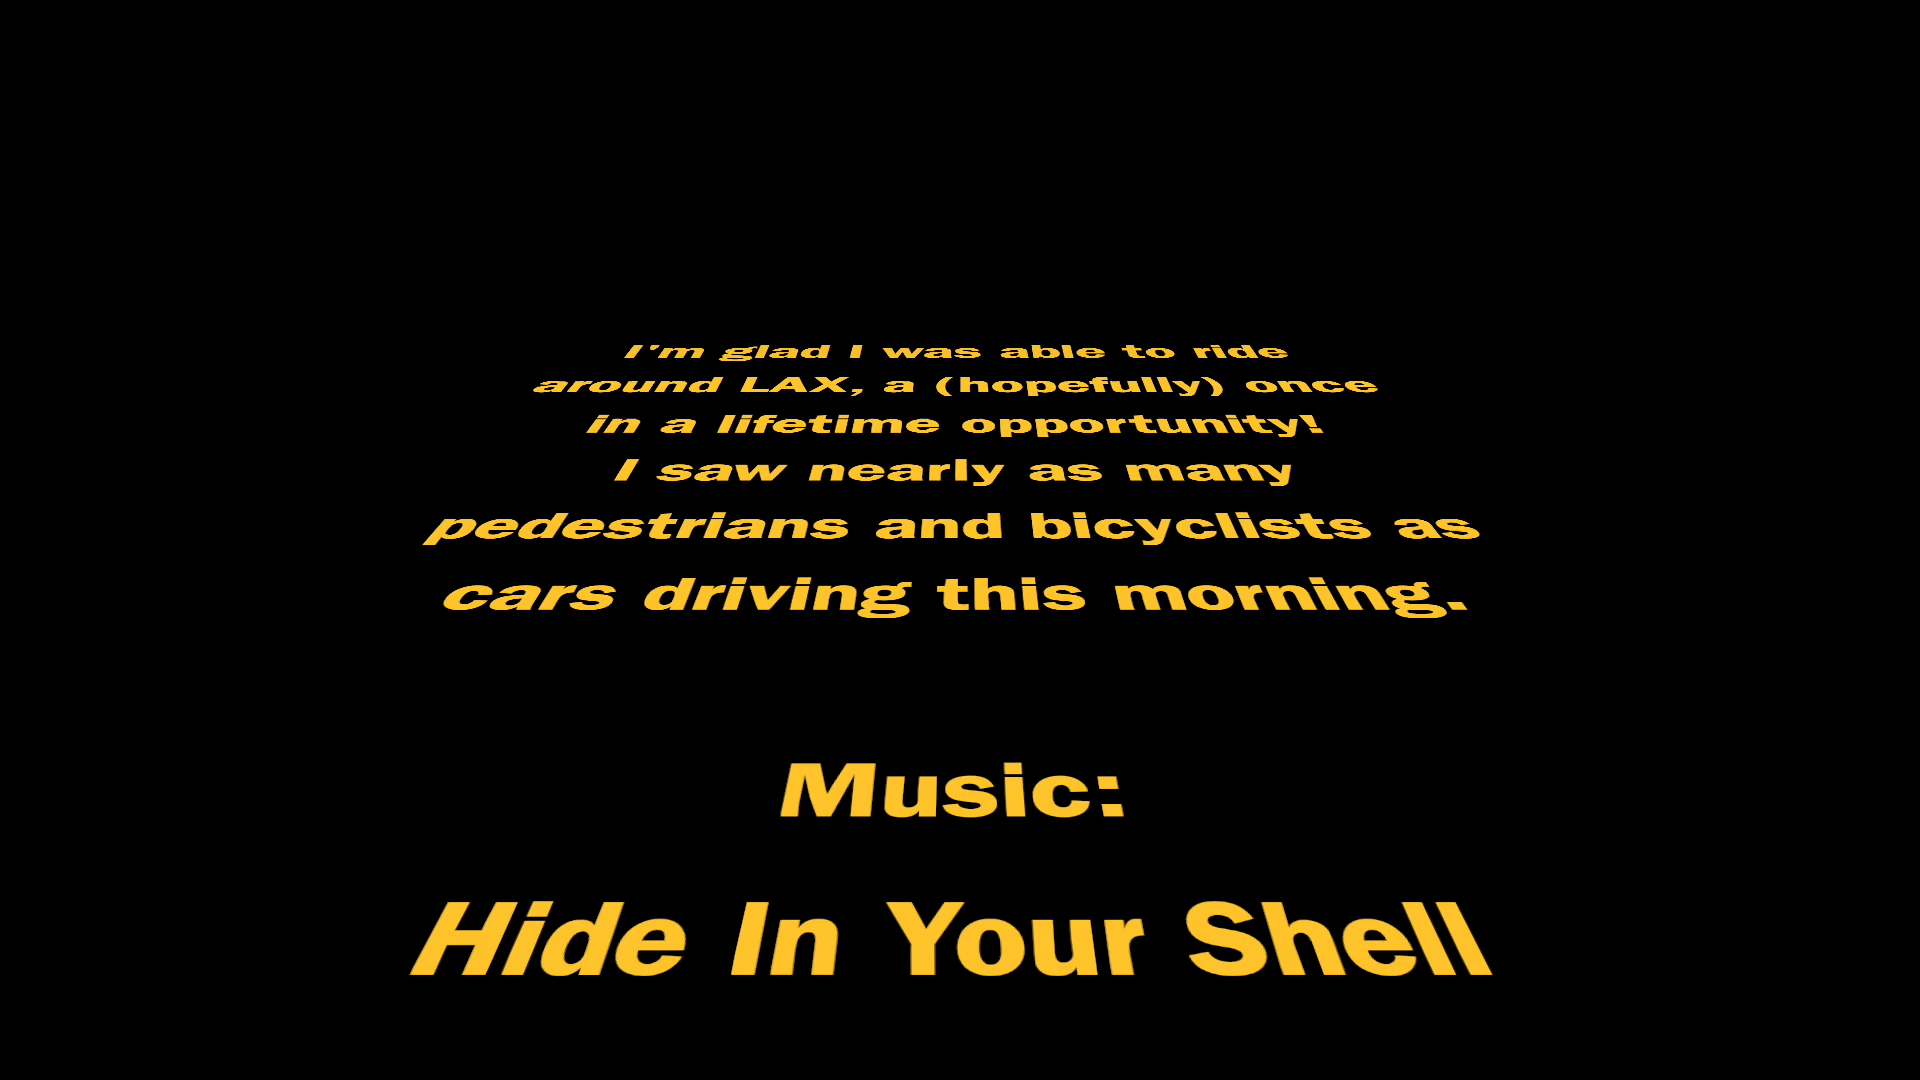 I'm glad I was able to ride
around LAX, a (hopefully) once
in a lifetime opportunity!
I saw nearly as many
pedestrians and bicyclists as
cars driving this morning.
Music:
Hide In Your Shell